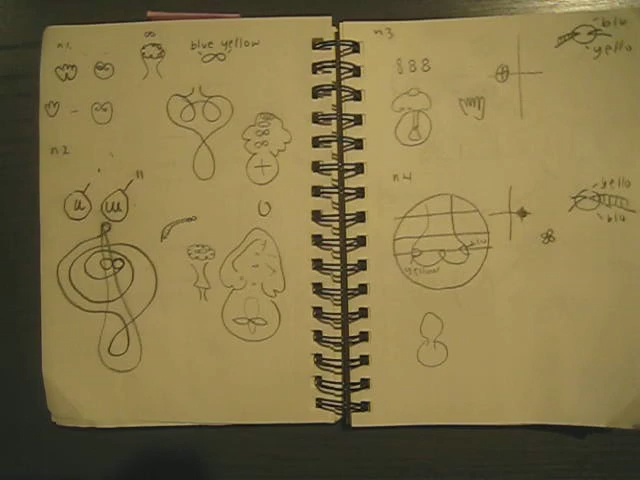 n1
blue yellow
n2
n3
888
blu
yello
n4
yello
blu
blu
yellow